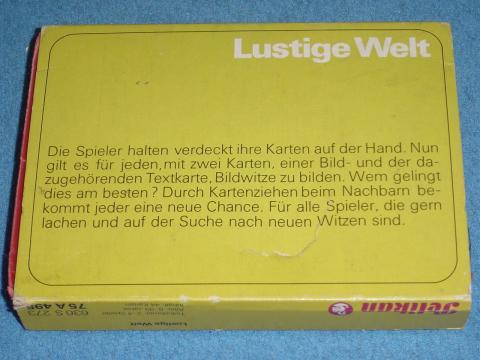 Lustige Welt
Die Spieler halten verdeckt ihre Karten auf der Hand. Nun
gilt es für jeden, mit zwei Karten, einer Bild- und der da-
zugehörenden Textkarte, Bildwitze zu bilden. Wem gelingt
dies am besten? Durch Kartenziehen beim Nachbarn be-
kommt jeder eine neue Chance. Für alle Spieler, die gern
lachen und auf der Suche nach neuen Witzen sind.
Pelikan
Lustige Welt
630 S 273
75 A 495